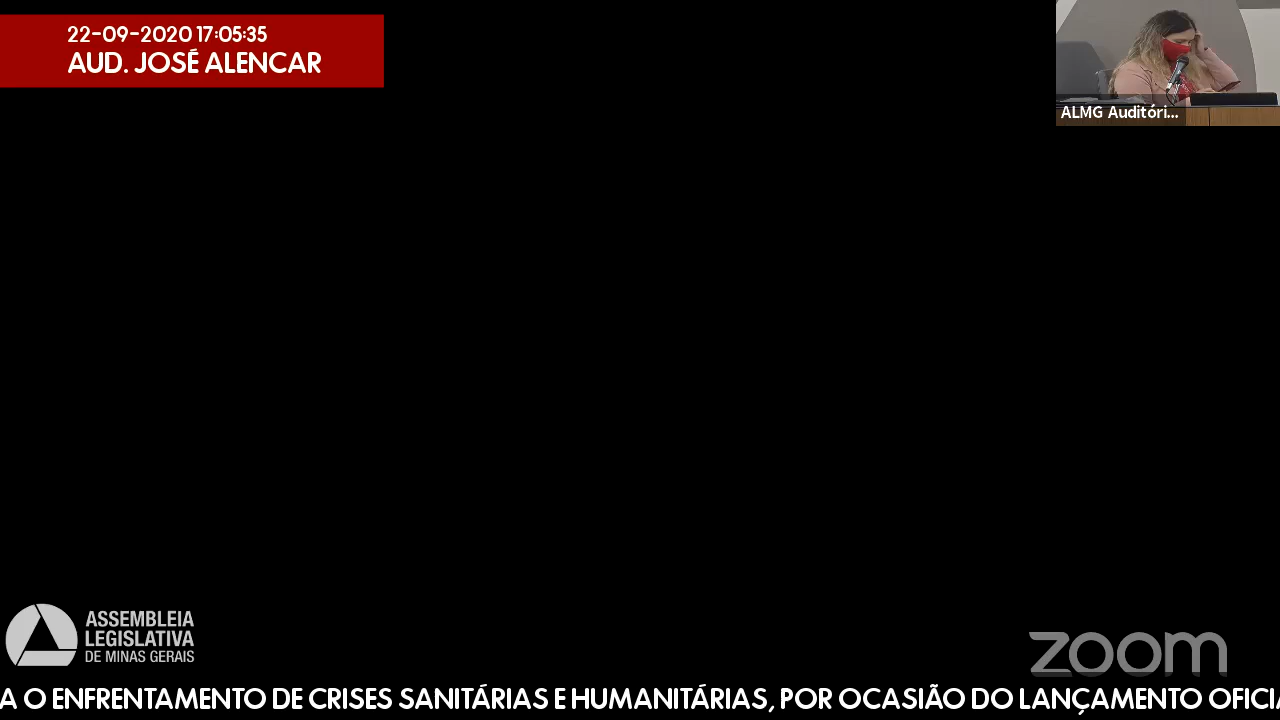 22-09-2020 17:05:35
AUD. JOSÉ ALENCAR
ALMG Auditóri...
ASSEMBLEIA
LEGISLATIVA
DE MINAS GERAIS
zoom
A O ENFRENTAMENTO DE CRISES SANITÁRIAS E HUMANITÁRIAS, POR OCASIÃO DO LANÇAMENTO OFICIA